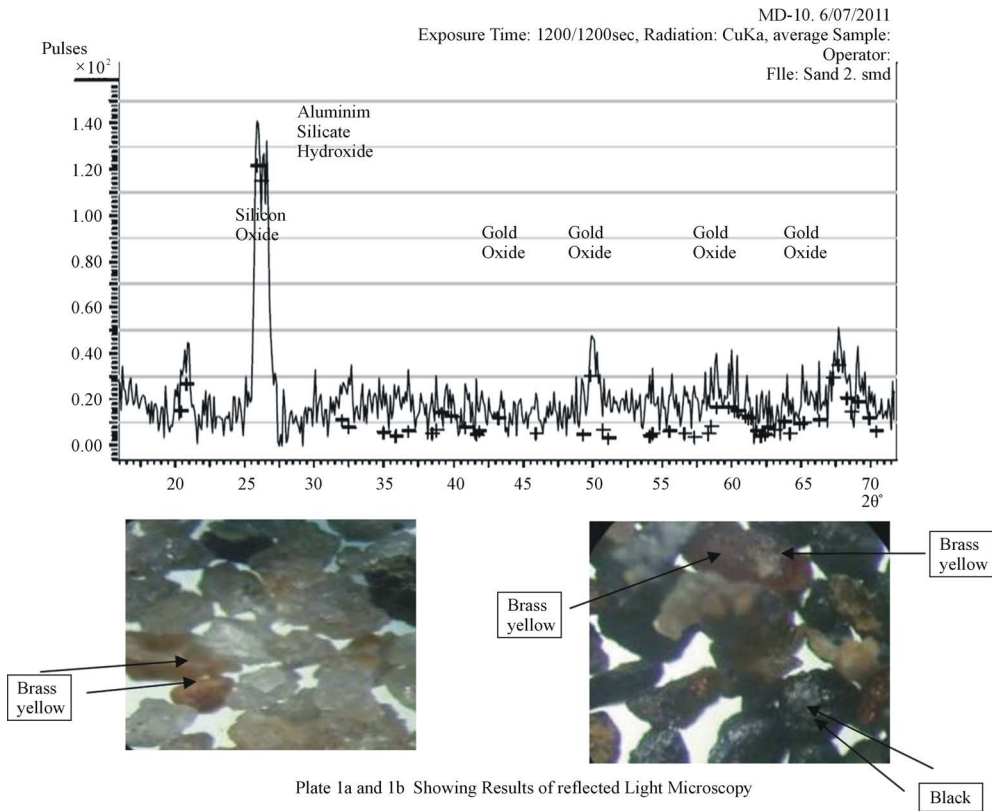 MD-10. 6/07/2011
Exposure Time: 1200/1200sec, Radiation: CuKa, average Sample:
Operator:
Flle: Sand 2. smd
Pulses
×10²
1.40
1.20
1.00
0.80
0.60
0.40
0.20
0.00
Aluminim
Silicate
Hydroxide
Silicon
Oxide
Gold
Oxide
Gold
Oxide
Gold
Oxide
Gold
Oxide
20 25 30 35 40 45 50 55 60 65 70
2θ°
Brass
yellow
Brass
yellow
Brass
yellow
Black
Plate 1a and 1b Showing Results of reflected Light Microscopy